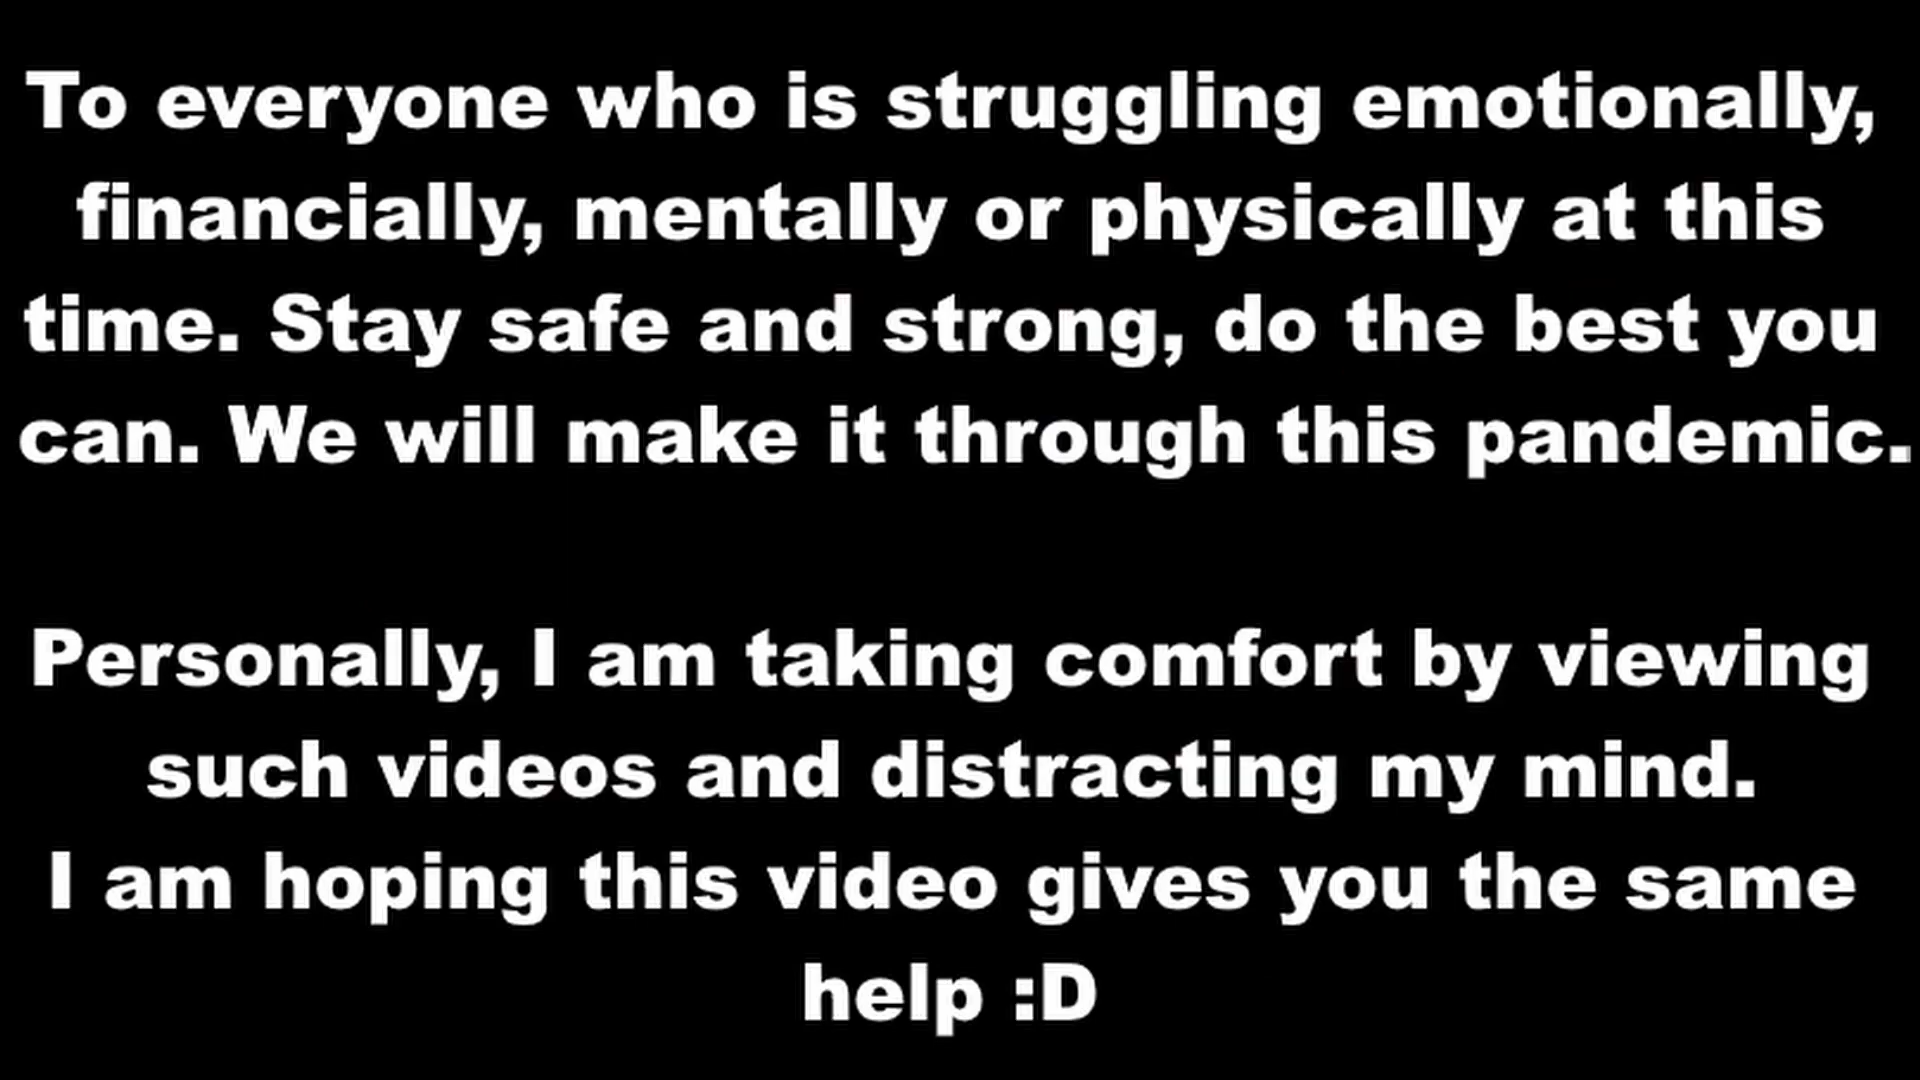 To everyone who is struggling emotionally,
financially, mentally or physically at this
time. Stay safe and strong, do the best you
can. We will make it through this pandemic.
Personally, I am taking comfort by viewing
such videos and distracting my mind.
I am hoping this video gives you the same
help :D